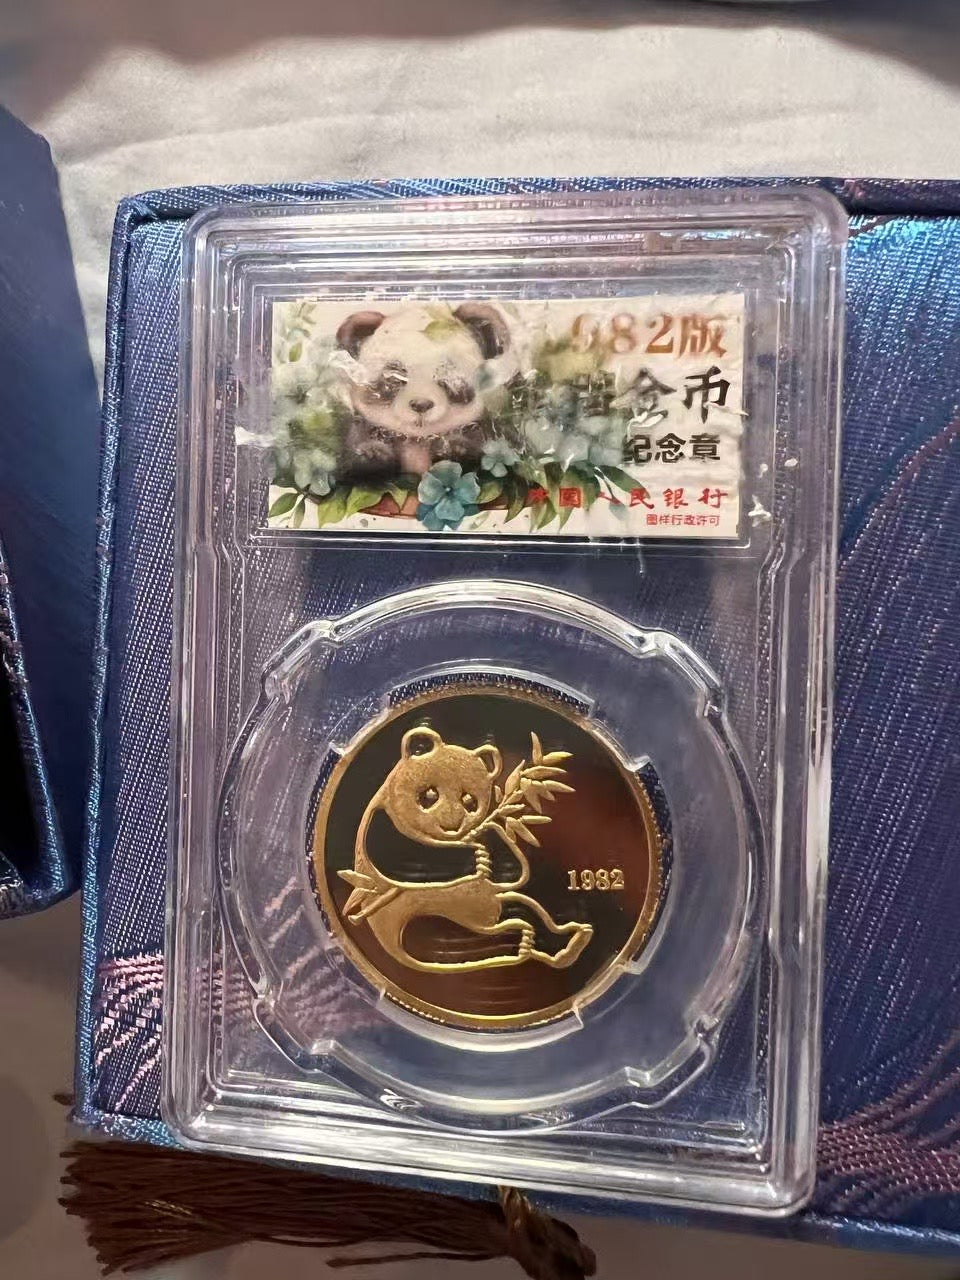 982版
金币
纪念章
中国人民银行
图样行政许可
1982